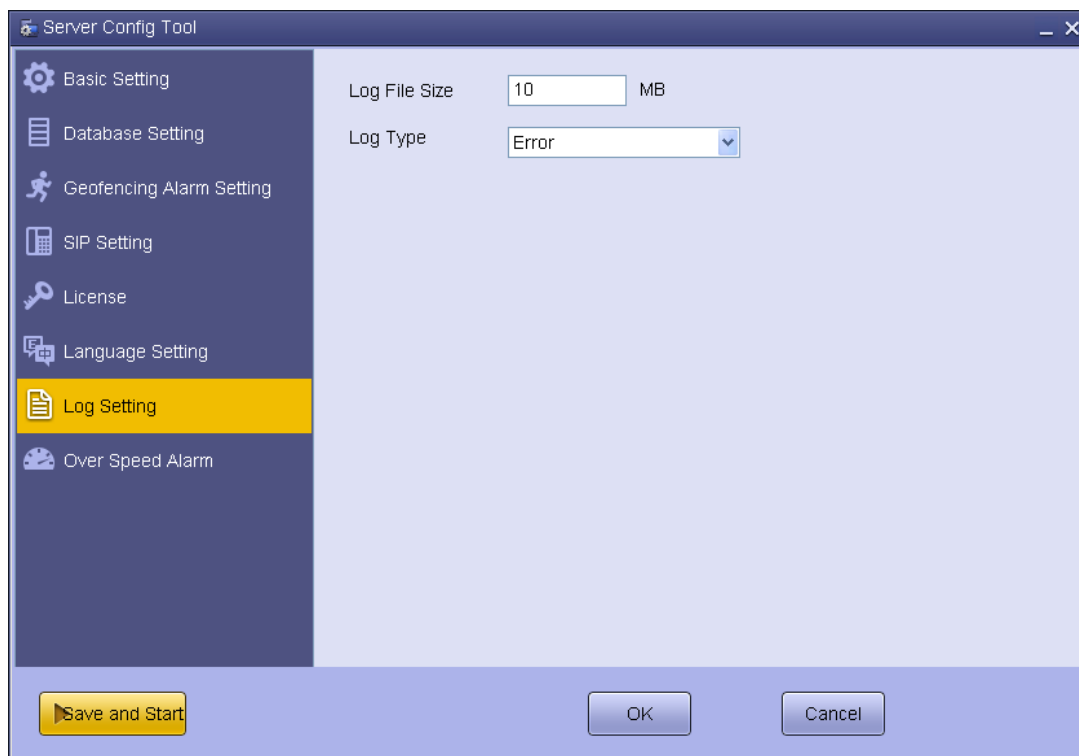 Server Config Tool
Basic Setting
Database Setting
Geofencing Alarm Setting
SIP Setting
License
Language Setting
Log Setting
Over Speed Alarm
Log File Size 10 MB
Log Type Error
Save and Start
OK
Cancel